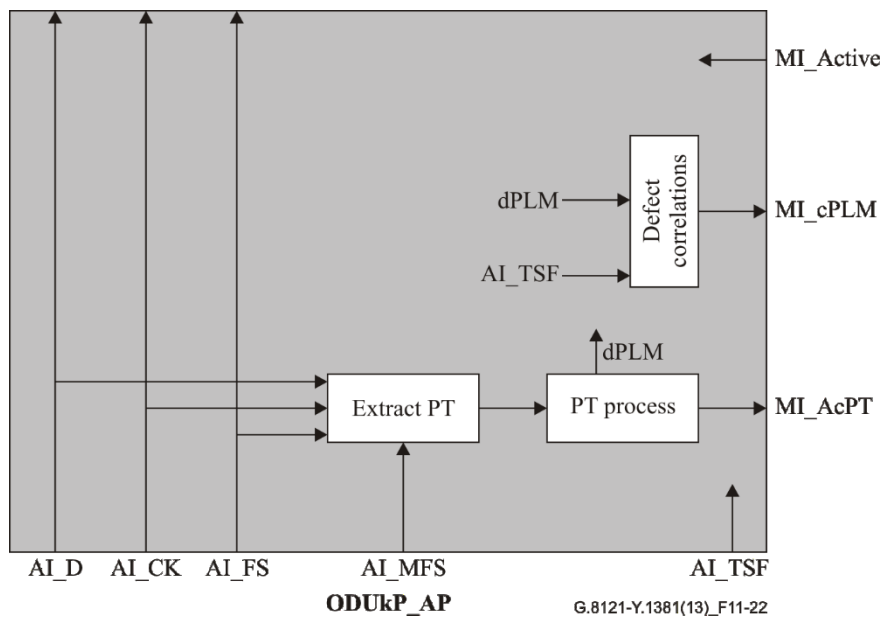 MI_Active
Defect
correlations
dPLM
MI_cPLM
AI_TSF
dPLM
Extract PT
PT process
MI_AcPT
AI_D
AI_CK
AI_FS
AI_MFS
AI_TSF
ODUkP_AP
G.8121-Y.1381(13)_F11-22